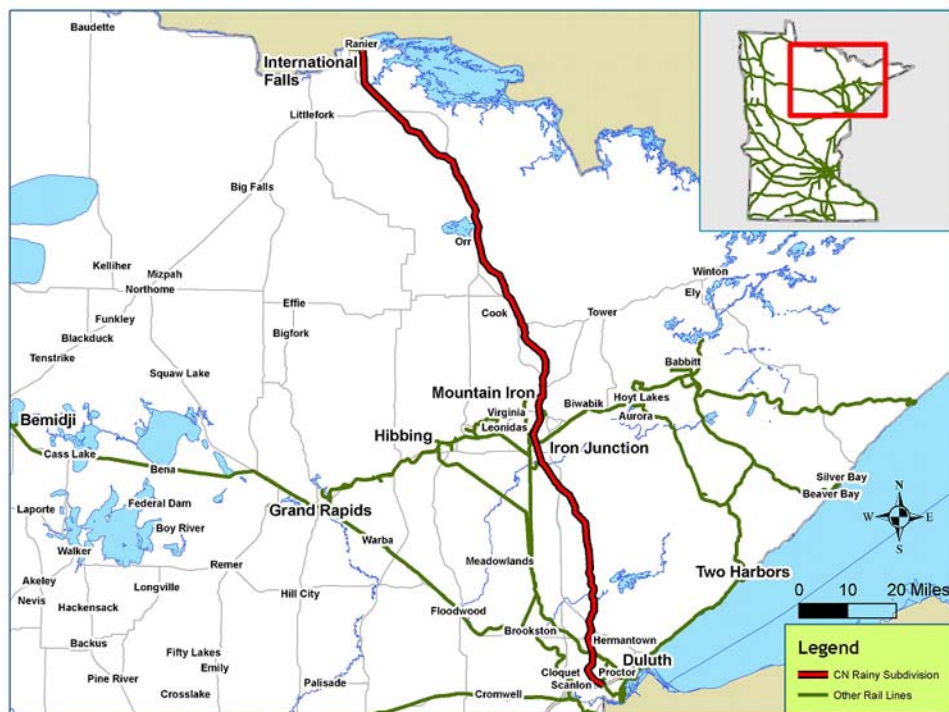 Baudette
Ranier
International
Falls
Littlefork
Big Falls
Orr
Kelliher
Mizpah
Northome
Winton
Ely
Effie
Funkley
Cook
Tower
Bigfork
Blackduck
Tenstrike
Babbitt
Squaw Lake
Mountain Iron
Hoyt Lakes
Biwabik
Virginia
Aurora
Bemidji
Leonidas
Hibbing
Iron Junction
Cass Lake
Bena
Silver Bay
Beaver Bay
Federal Dam
Grand Rapids
Laporte
Boy River
Warba
Walker
Meadowlands
Remer
Two Harbors
Akeley
Longville
Hill City
Nevis
Hackensack
Floodwood
Brookston
Hermantown
Backus
Fifty Lakes
Duluth
Emily
Cloquet
Proctor
Pine River
Palisade
Scanlon
Crosslake
Cromwell
N
W E
S
0 10 20 Miles
Legend
CN Rainy Subdivision
Other Rail Lines